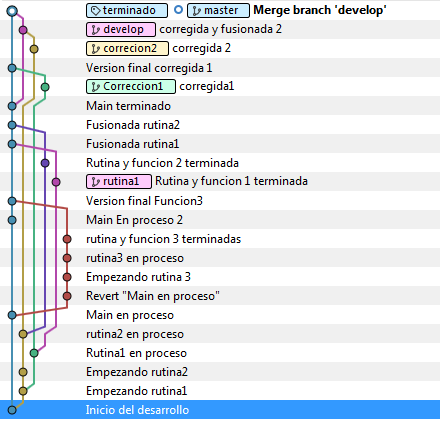 terminado master Merge branch 'develop'
develop corregida y fusionada 2
correcion2 corregida 2
Version final corregida 1
Correccion1 corregida1
Main terminado
Fusionada rutina2
Fusionada rutina1
Rutina y funcion 2 terminada
rutina1 Rutina y funcion 1 terminada
Version final Funcion3
Main En proceso 2
rutina y funcion 3 terminadas
rutina3 en proceso
Empezando rutina 3
Revert "Main en proceso"
Main en proceso
rutina2 en proceso
Rutina1 en proceso
Empezando rutina2
Empezando rutina1
Inicio del desarrollo